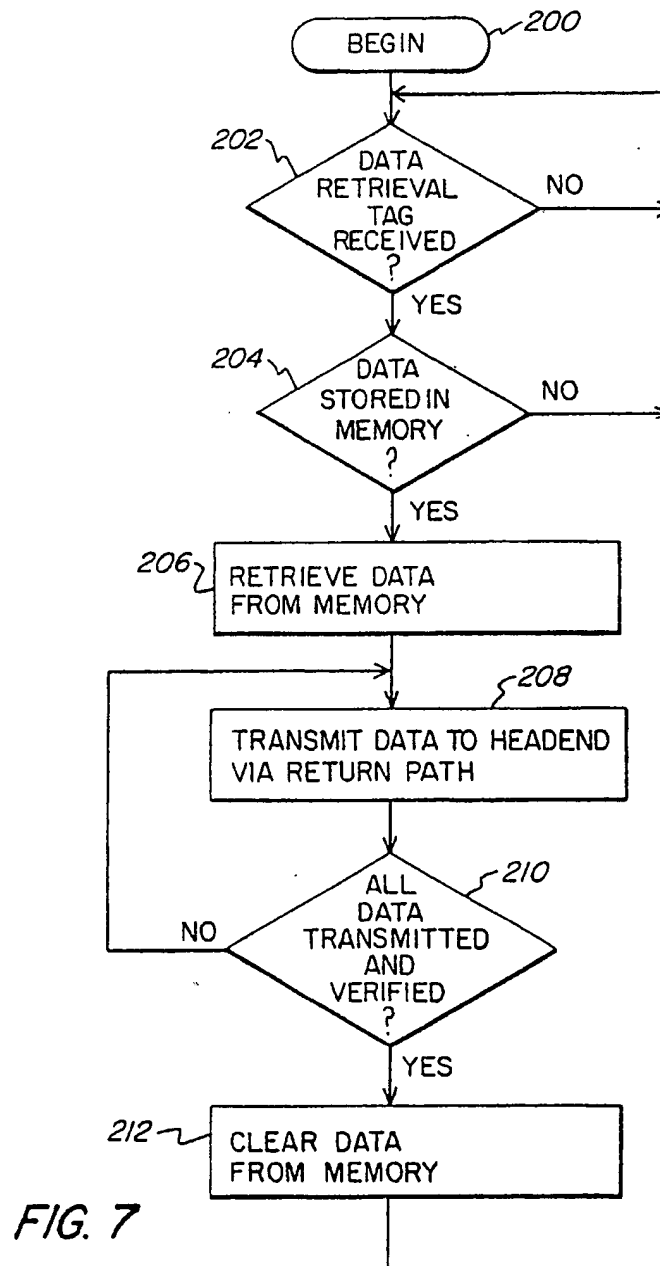 BEGIN
200
202
DATA
RETRIEVAL
TAG
RECEIVED
?
NO
YES
204
DATA
STORED IN
MEMORY
?
NO
YES
206
RETRIEVE DATA
FROM MEMORY
208
TRANSMIT DATA TO HEADEND
VIA RETURN PATH
210
ALL
DATA
TRANSMITTED
AND
VERIFIED
?
NO
YES
212
CLEAR DATA
FROM MEMORY
FIG. 7